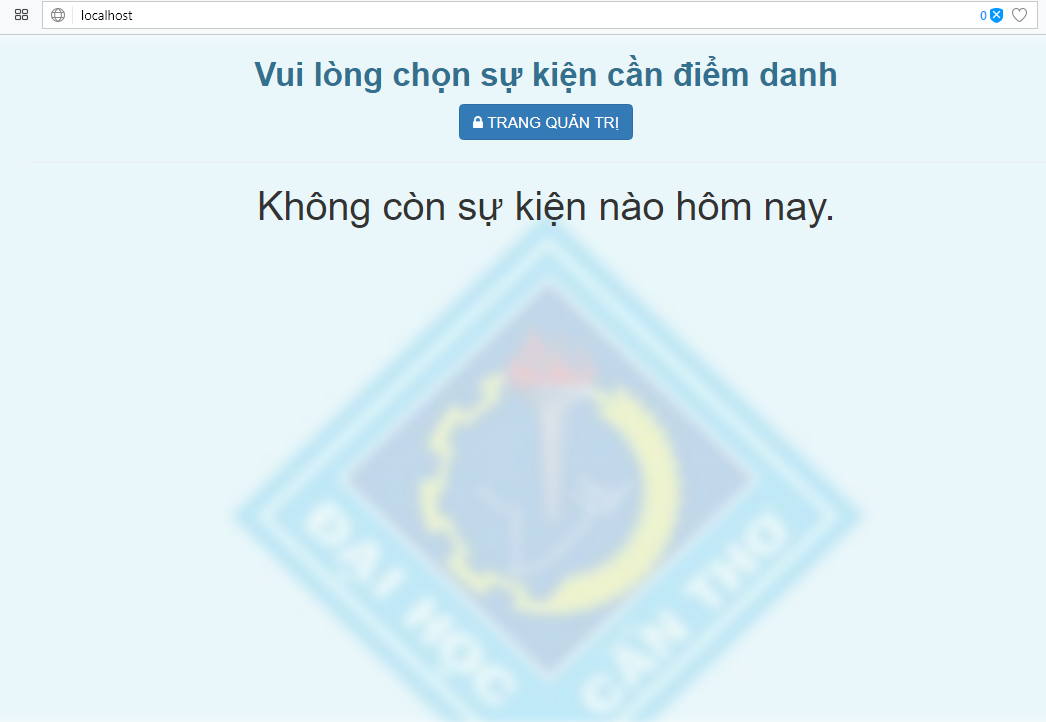 localhost
0
Vui lòng chọn sự kiện cần điểm danh
TRANG QUẢN TRỊ
Không còn sự kiện nào hôm nay.
ĐẠI HỌC
CẦN THƠ